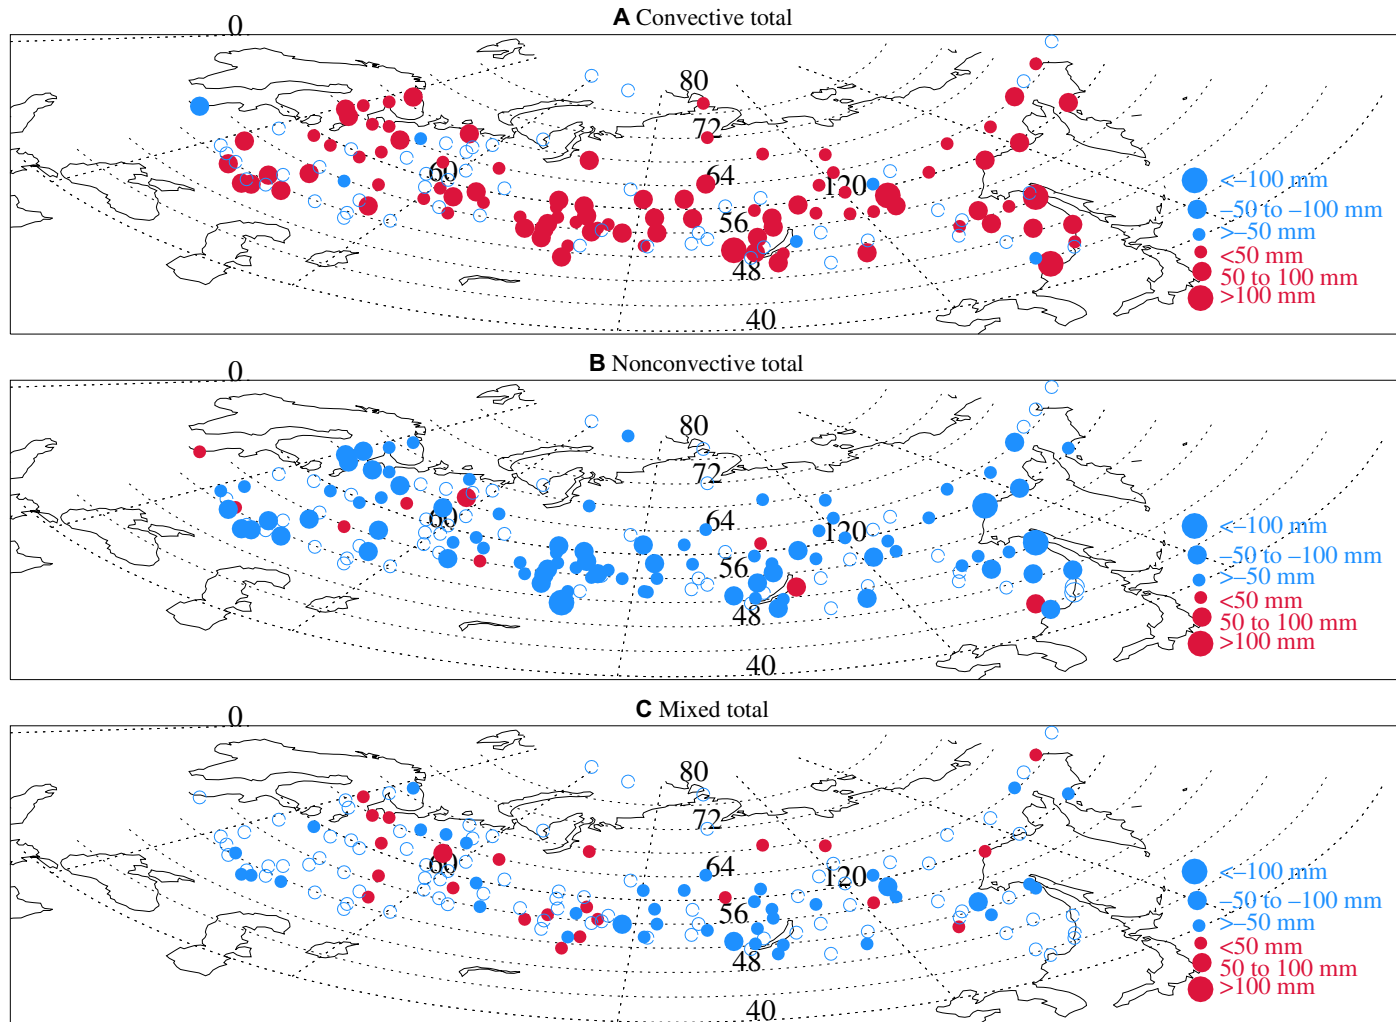 A Convective total
0
80
72
60
64
120
56
48
40
<–100 mm
–50 to –100 mm
>–50 mm
<50 mm
50 to 100 mm
>100 mm
B Nonconvective total
0
80
72
60
64
120
56
48
40
<–100 mm
–50 to –100 mm
>–50 mm
<50 mm
50 to 100 mm
>100 mm
C Mixed total
0
80
72
60
64
120
56
48
40
<–100 mm
–50 to –100 mm
>–50 mm
<50 mm
50 to 100 mm
>100 mm